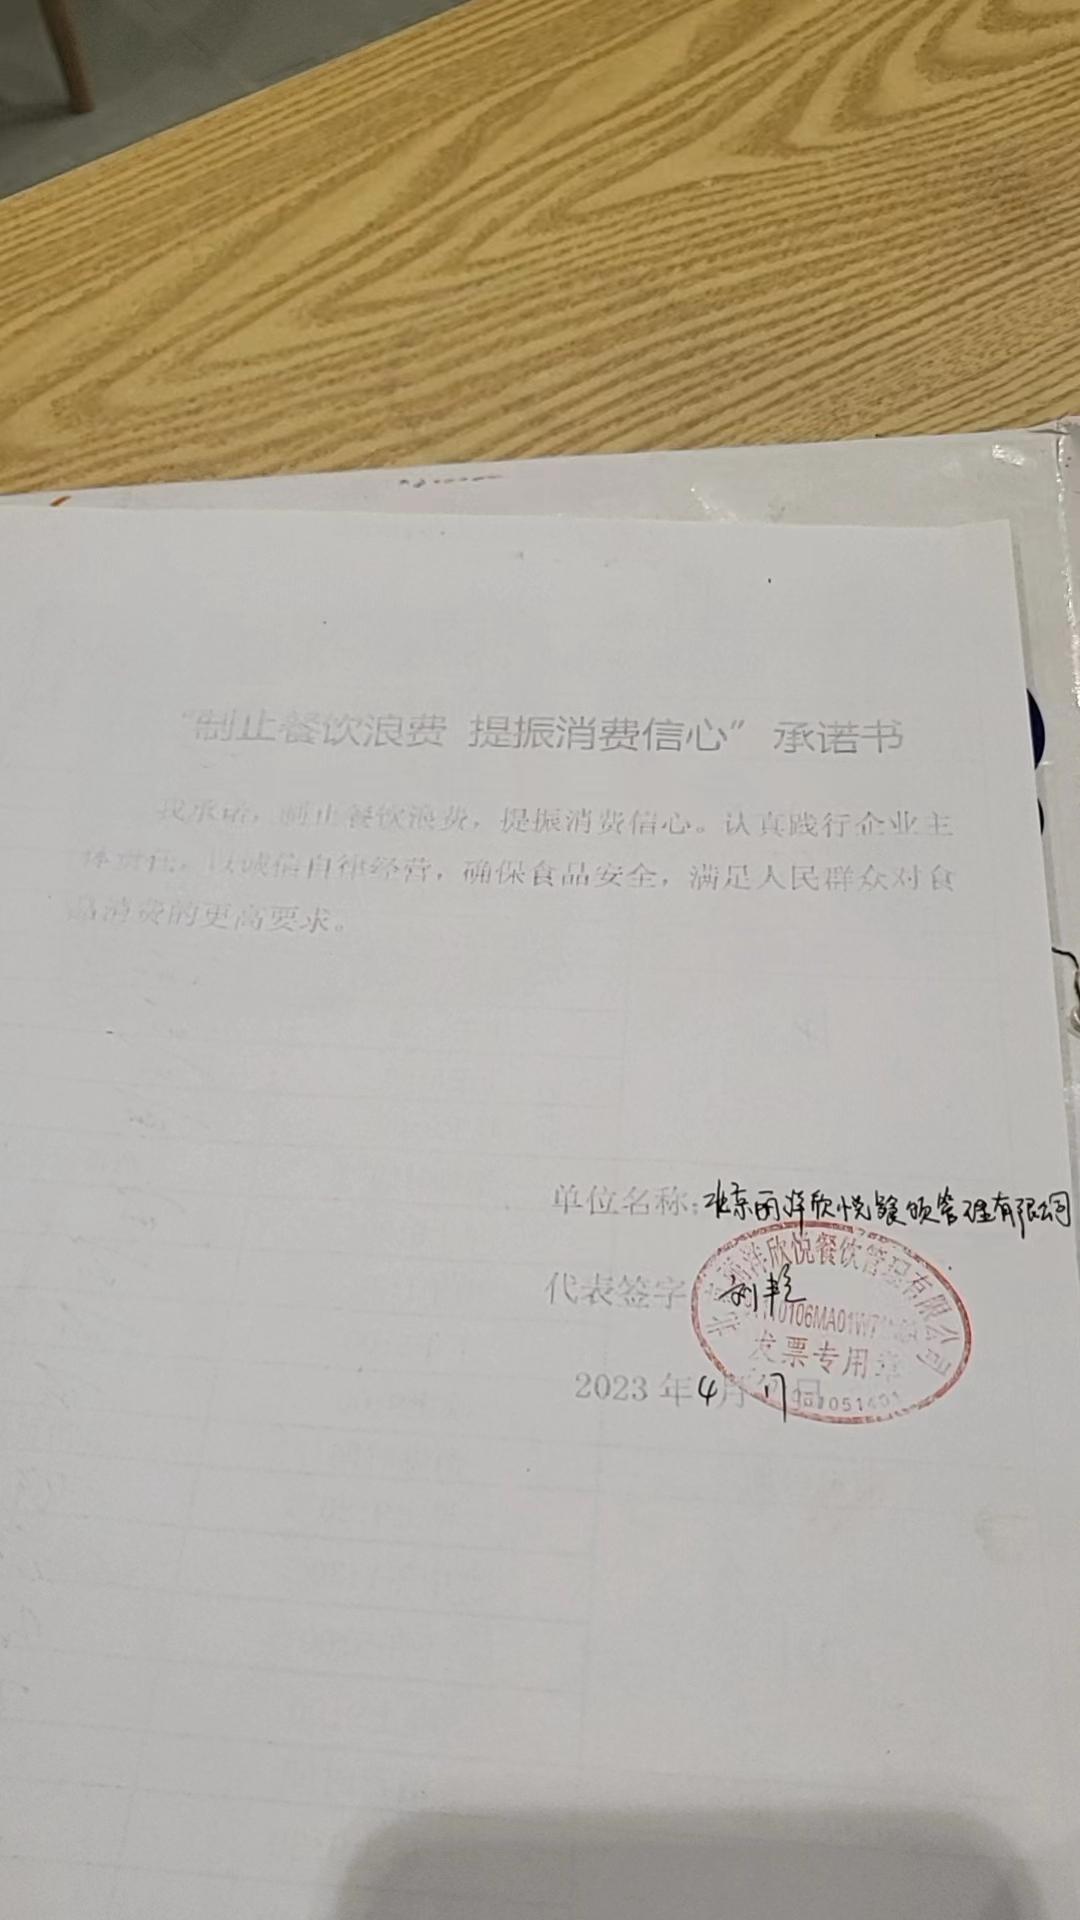 “制止餐饮浪费 提振消费信心”承诺书
我承诺，制止餐饮浪费，提振消费信心。认真践行企业主
体责任，以诚信自律经营，确保食品安全，满足人民群众对食
品消费的更高要求。
单位名称：北京雨洋欣悦餐饮管理有限公司
代表签字
2023年4月17日
洋欣悦餐饮管理有限公司
110106MA01W7
发票专用章